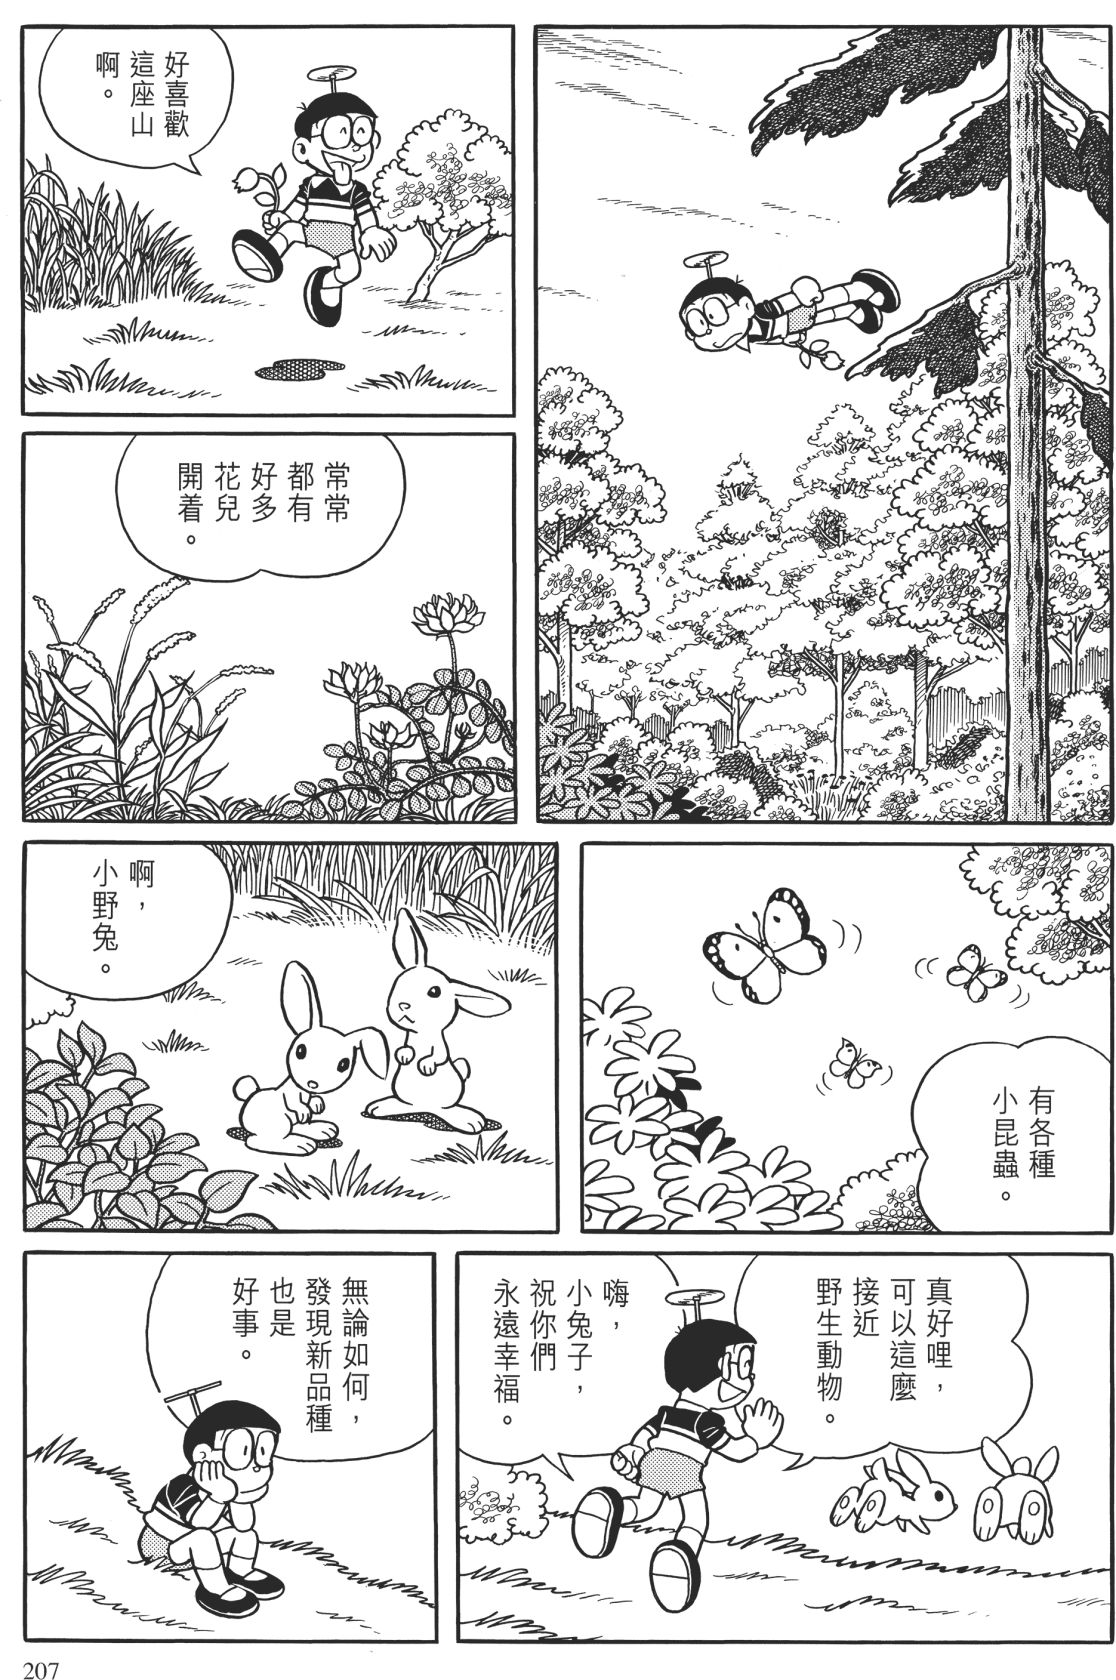 好喜歡
這座山
啊。
常常
都有
好多
花兒
開着。
有各種
小昆蟲。
啊，
小野兔。
真好哩，
可以這麼
接近
野生動物。
嗨，
小兔子，
祝你們
永遠幸福。
無論如何，
發現新品種
也是
好事。
207